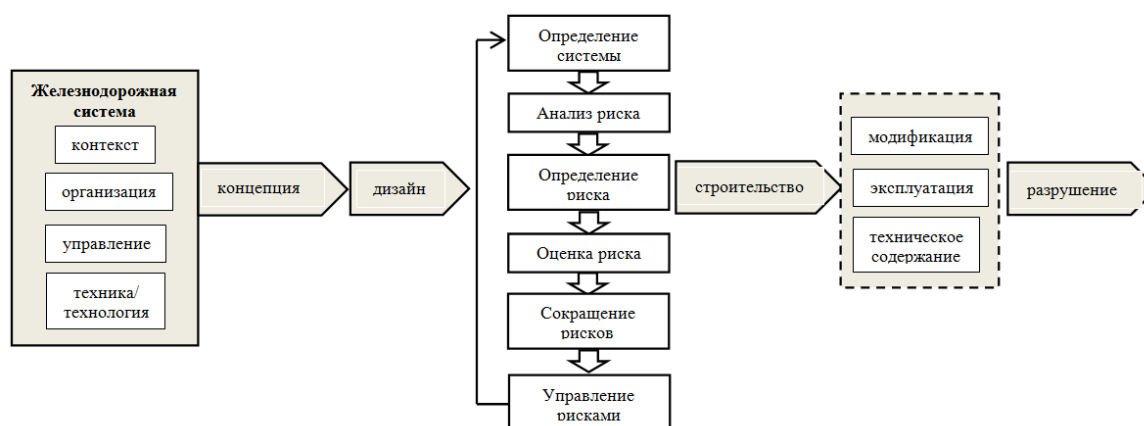 Железнодорожная
система
контекст
организация
управление
техника/
технология
концепция
дизайн
Определение
системы
Анализ риска
Определение
риска
Оценка риска
Сокращение
рисков
Управление
рисками
строительство
модификация
эксплуатация
техническое
содержание
разрушение